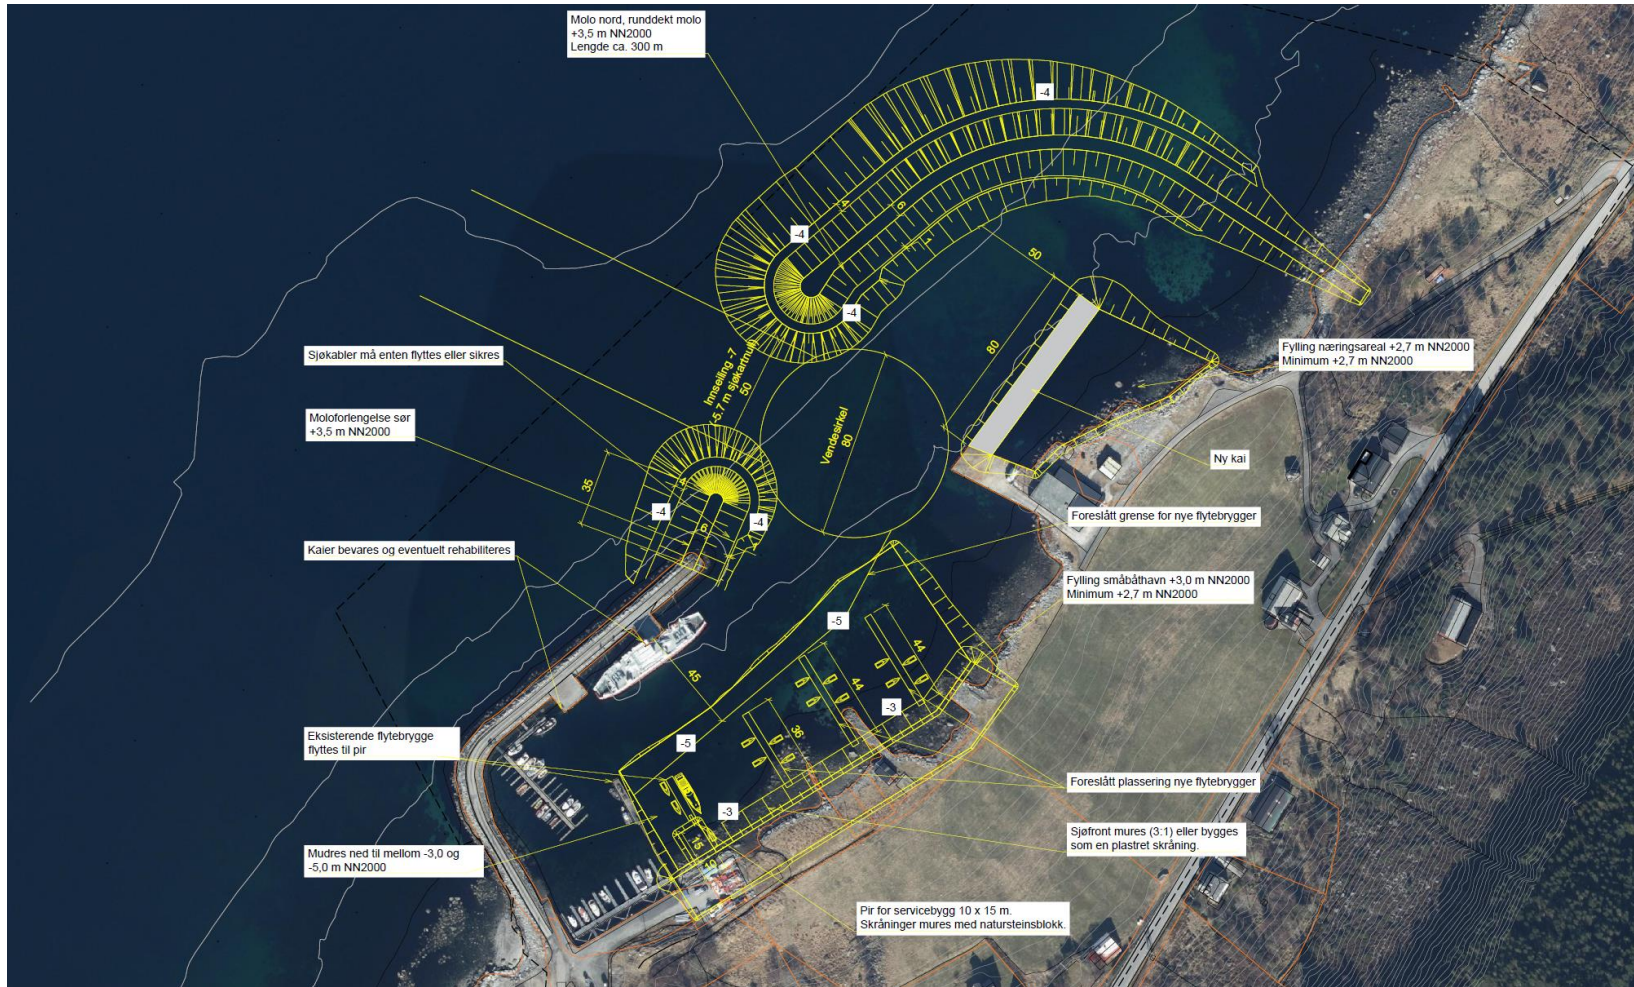 Molo nord, runddekt molo
+3,5 m NN2000
Lengde ca. 300 m
-4
4
6
-4
1
50
-4
80
Fylling næringsareal +2,7 m NN2000
Minimum +2,7 m NN2000
Sjøkabler må enten flyttes eller sikres
Innseiling -7
(-5.7 m sjøkartnull)
50
Vendesirkel
80
Moloforlengelse sør
+3,5 m NN2000
Ny kai
35
4
-4
6
-4
Foreslått grense for nye flytebrygger
Kaier bevares og eventuelt rehabiliteres
Fylling småbåthavn +3,0 m NN2000
Minimum +2,7 m NN2000
-5
44
45
44
-3
36
-5
Eksisterende flytebrygge
flyttes til pir
Foreslått plassering nye flytebrygger
-3
15
10
Sjøfront mures (3:1) eller bygges
som en plastret skråning.
Mudres ned til mellom -3,0 og
-5,0 m NN2000
Pir for servicebygg 10 x 15 m.
Skråninger mures med natursteinsblokk.